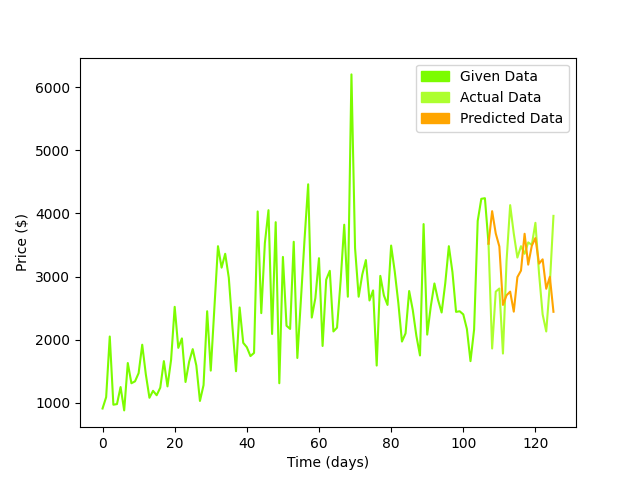 Given Data
Actual Data
Predicted Data
6000
5000
4000
3000
2000
1000
Price ($)
0 20 40 60 80 100 120
Time (days)